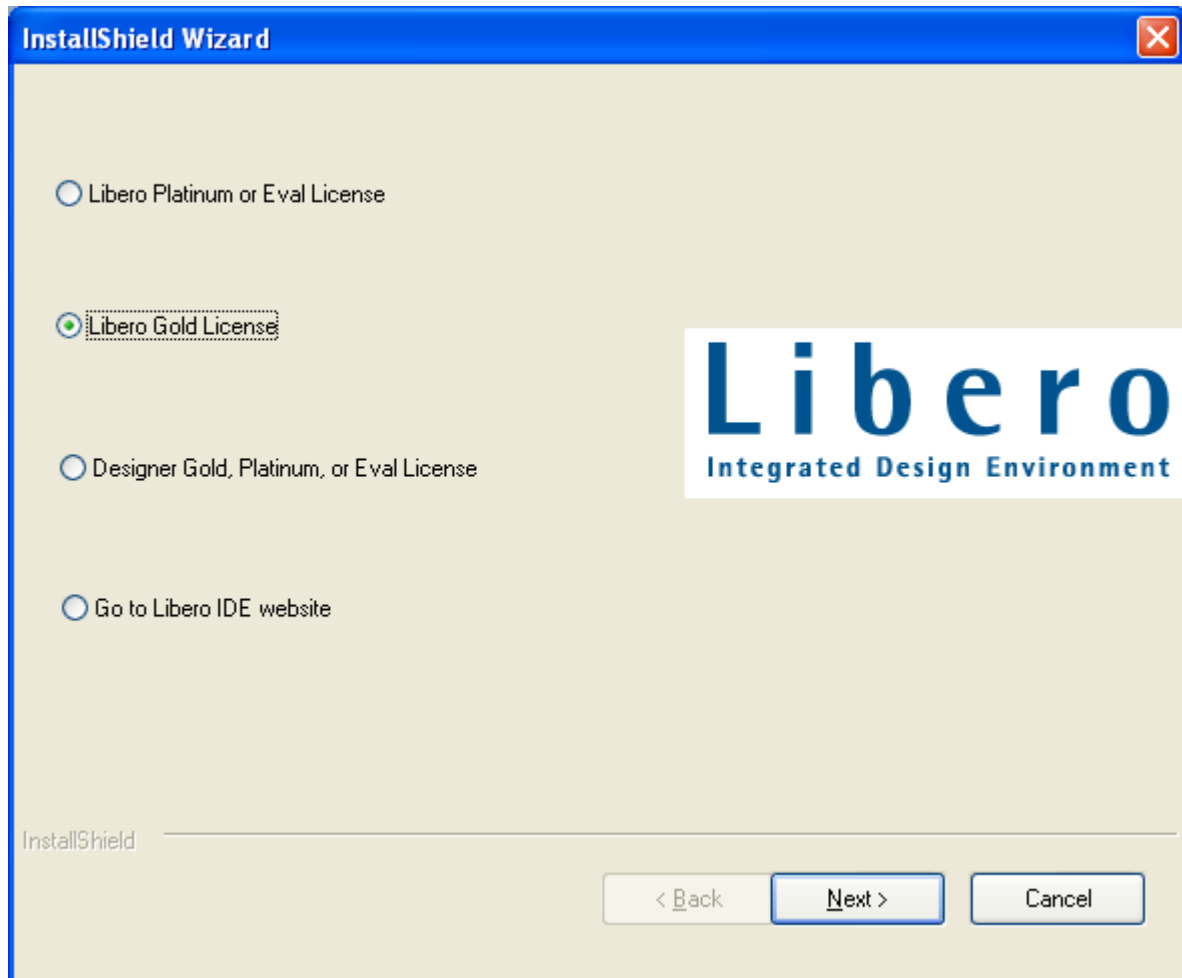 InstallShield Wizard
Libero Platinum or Eval License
Libero Gold License
Libero
Integrated Design Environment
Designer Gold, Platinum, or Eval License
Go to Libero IDE website
InstallShield
< Back Next > Cancel